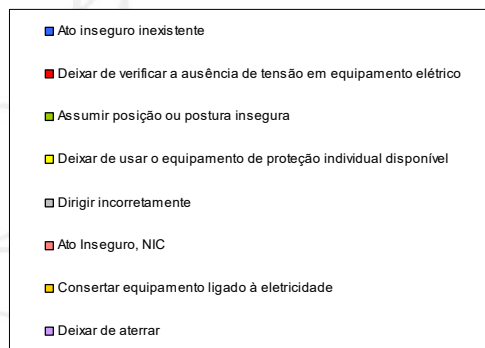 Ato inseguro inexistente
Deixar de verificar a ausência de tensão em equipamento elétrico
Assumir posição ou postura insegura
Deixar de usar o equipamento de proteção individual disponível
Dirigir incorretamente
Ato Inseguro, NIC
Consertar equipamento ligado à eletricidade
Deixar de aterrar